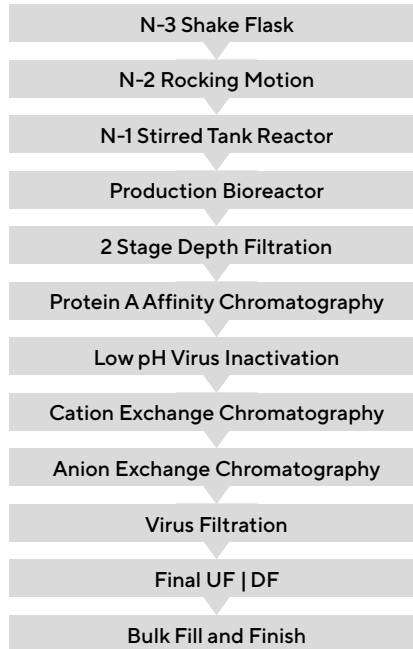 N-3 Shake Flask
N-2 Rocking Motion
N-1 Stirred Tank Reactor
Production Bioreactor
2 Stage Depth Filtration
Protein A Affinity Chromatography
Low pH Virus Inactivation
Cation Exchange Chromatography
Anion Exchange Chromatography
Virus Filtration
Final UF | DF
Bulk Fill and Finish